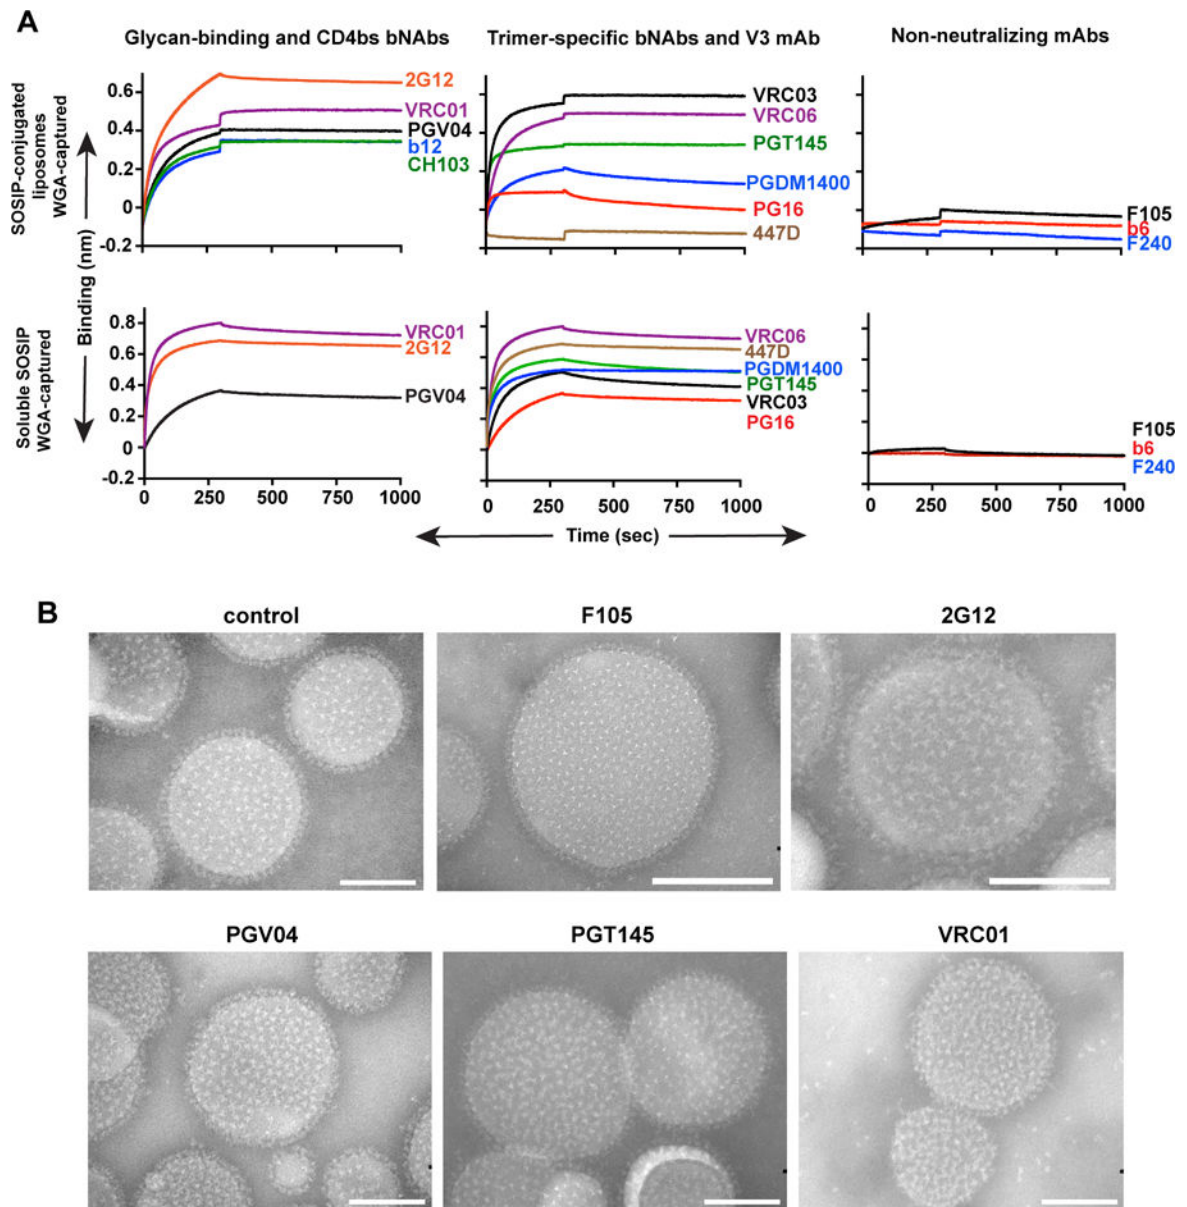 A
Glycan-binding and CD4bs bNAbs
Trimer-specific bNAbs and V3 mAb
Non-neutralizing mAbs
SOSIP-conjugated
liposomes
WGA-captured
0.6
0.4
0.2
0
-0.2
2G12
VRC01
PGV04
b12
CH103
VRC03
VRC06
PGT145
PGDM1400
PG16
447D
F105
b6
F240
Binding (nm)
Soluble SOSIP
WGA-captured
0.8
0.6
0.4
0.2
0
-0.2
VRC01
2G12
PGV04
VRC06
447D
PGDM1400
PGT145
VRC03
PG16
F105
b6
F240
0 250 500 750 1000
0 250 500 750 1000
0 250 500 750 1000
Time (sec)
B
control
F105
2G12
PGV04
PGT145
VRC01